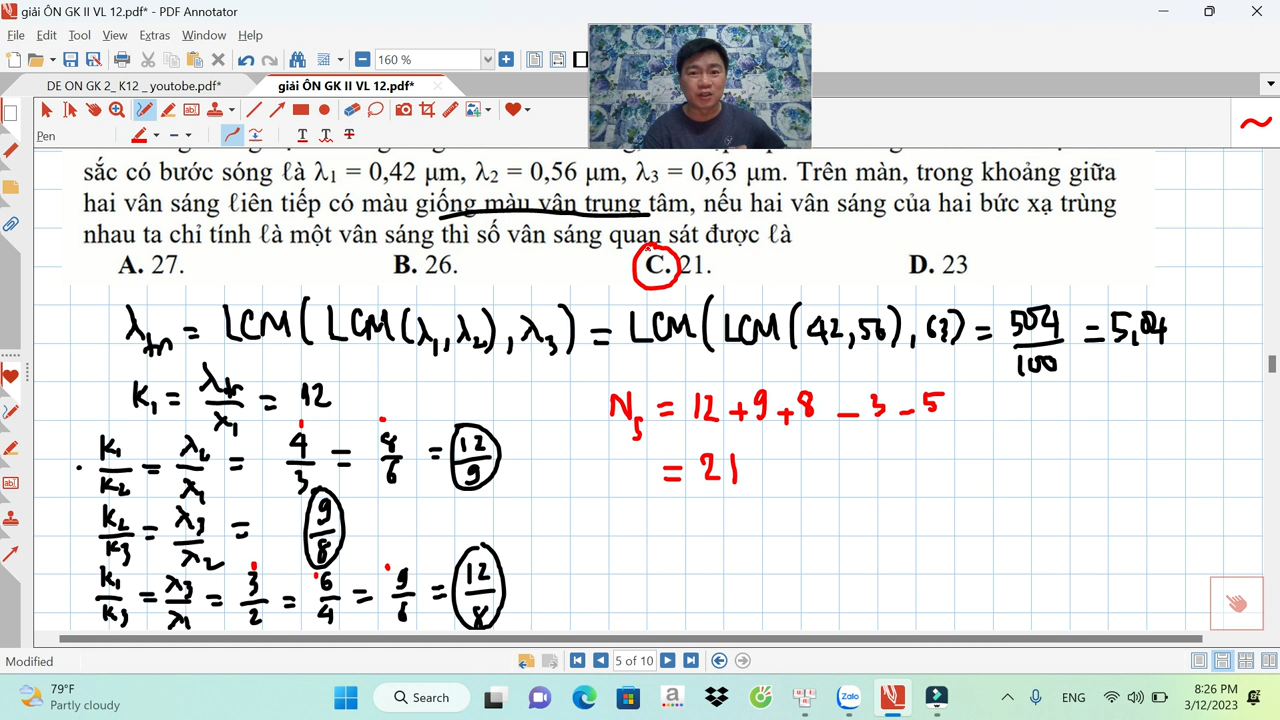 giải ÔN GK II VL 12.pdf* - PDF Annotator
File Edit Tool View Extras Window Help
160 %
DE ON GK 2_ K12 _ youtobe.pdf*
giải ÔN GK II VL 12.pdf*
Pen
sắc có bước sóng ℓà λ1 = 0,42 μm, λ2 = 0,56 μm, λ3 = 0,63 μm. Trên màn, trong khoảng giữa
hai vân sáng ℓiên tiếp có màu giống màu vân trung tâm, nếu hai vân sáng của hai bức xạ trùng
nhau ta chỉ tính ℓà một vân sáng thì số vân sáng quan sát được ℓà
A. 27. B. 26. C. 21. D. 23
λtr = LCM(LCM(λ1, λ2), λ3) = LCM(LCM(42,56), 63) = 504/100 = 5,04
K1 = λtr/λ1 = 12
Ns = 12 + 9 + 8 - 3 - 5
= 21
K1/K2 = λ2/λ1 = 4/3 = 8/6 = 12/9
K2/K3 = λ3/λ2 = 9/8
K1/K3 = λ3/λ1 = 3/2 = 6/4 = 9/6 = 12/8
5 of 10
Modified
79°F
Partly cloudy
Search
Zalo
ENG
8:26 PM
3/12/2023